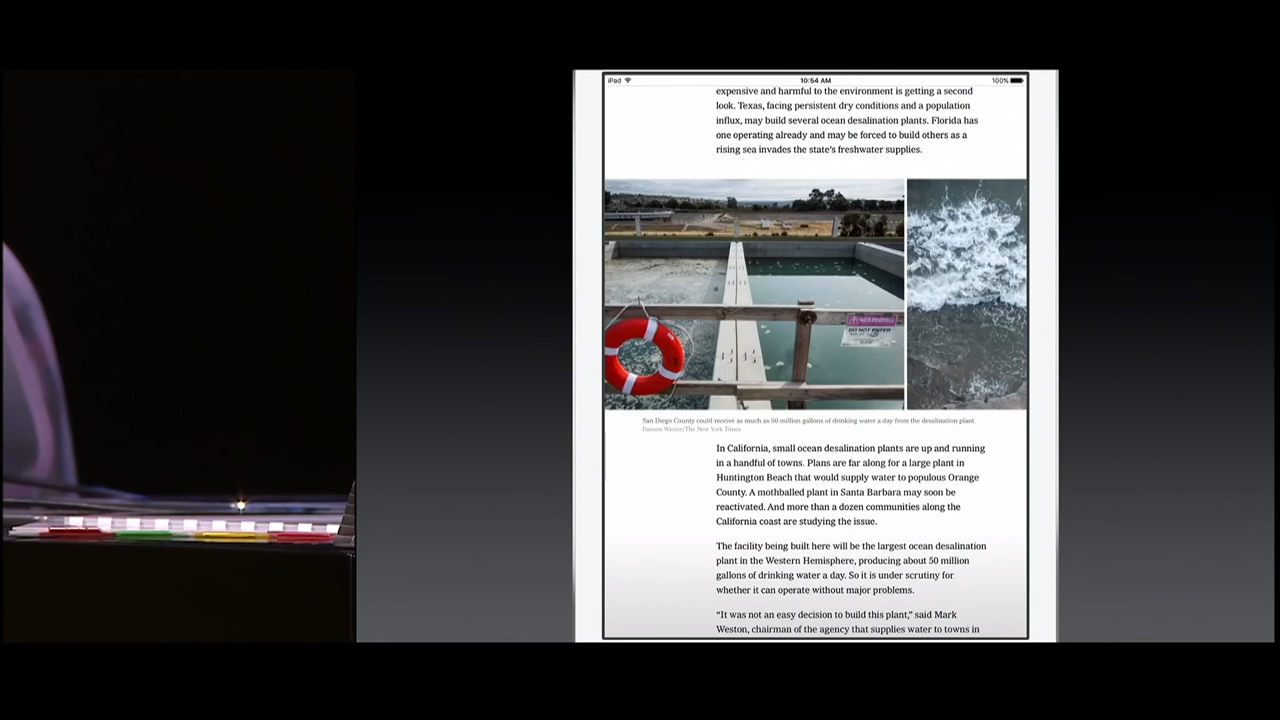 iPad 10:54 AM 100%
expensive and harmful to the environment is getting a second
look. Texas, facing persistent dry conditions and a population
influx, may build several ocean desalination plants. Florida has
one operating already and may be forced to build others as a
rising sea invades the state's freshwater supplies.
WARNING
DO NOT ENTER
San Diego County could receive as much as 50 million gallons of drinking water a day from the desalination plant.
Damon Winter/The New York Times
In California, small ocean desalination plants are up and running
in a handful of towns. Plans are far along for a large plant in
Huntington Beach that would supply water to populous Orange
County. A mothballed plant in Santa Barbara may soon be
reactivated. And more than a dozen communities along the
California coast are studying the issue.
The facility being built here will be the largest ocean desalination
plant in the Western Hemisphere, producing about 50 million
gallons of drinking water a day. So it is under scrutiny for
whether it can operate without major problems.
“It was not an easy decision to build this plant,” said Mark
Weston, chairman of the agency that supplies water to towns in